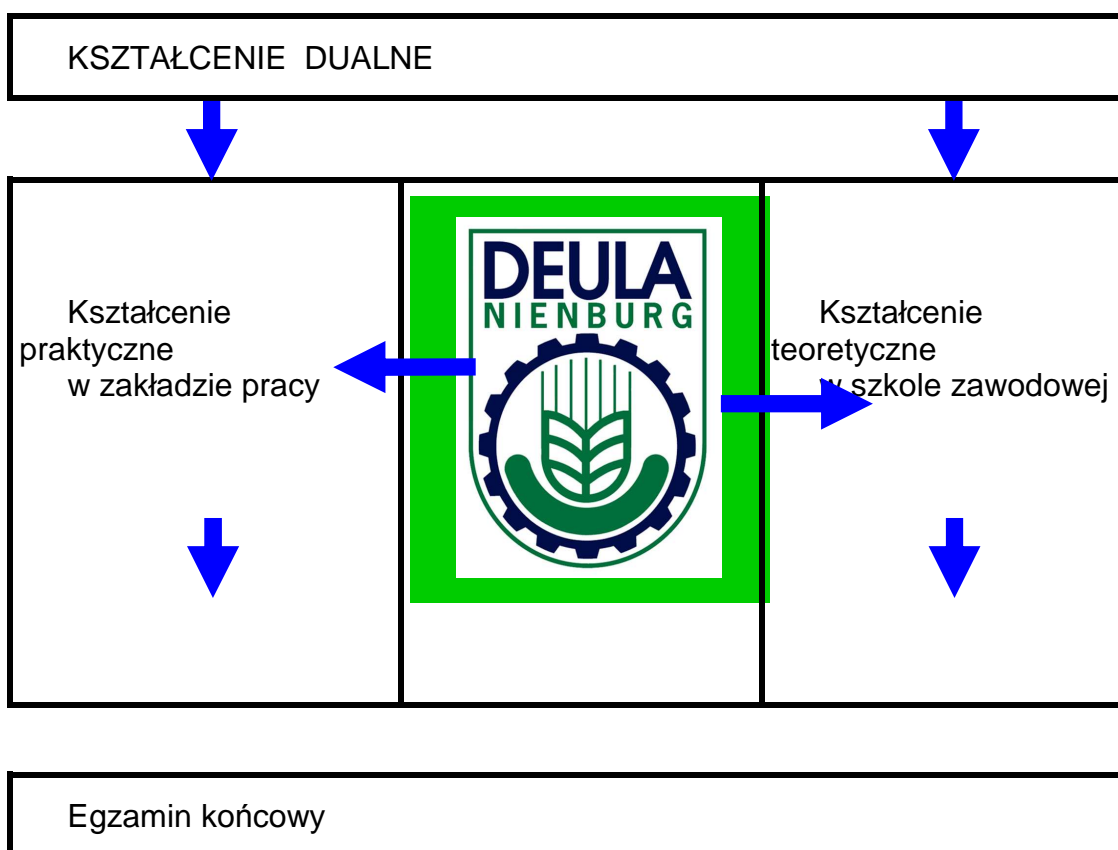 KSZTAŁCENIE DUALNE
Kształcenie
praktyczne
w zakładzie pracy
DEULA
NIENBURG
Kształcenie
teoretyczne
w szkole zawodowej
Egzamin końcowy